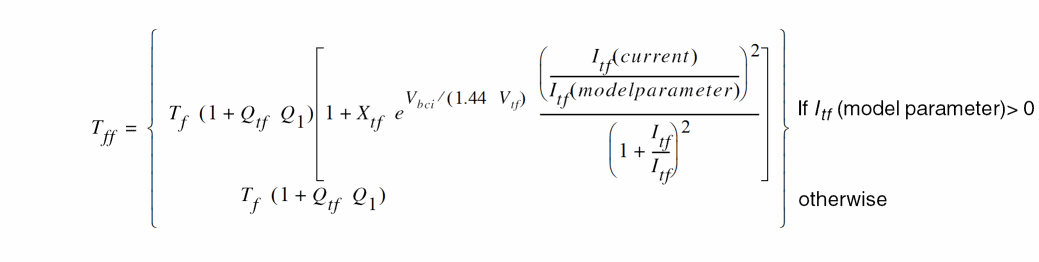 T_ff = { T_f (1 + Q_tf Q_1) [ 1 + X_tf e^(V_bci/(1.44 V_tf)) ( I_tf(current) / I_tf(modelparameter) )^2 / ( 1 + I_tf / I_tf )^2 ] } If I_tf (model parameter)> 0
T_f (1 + Q_tf Q_1) otherwise